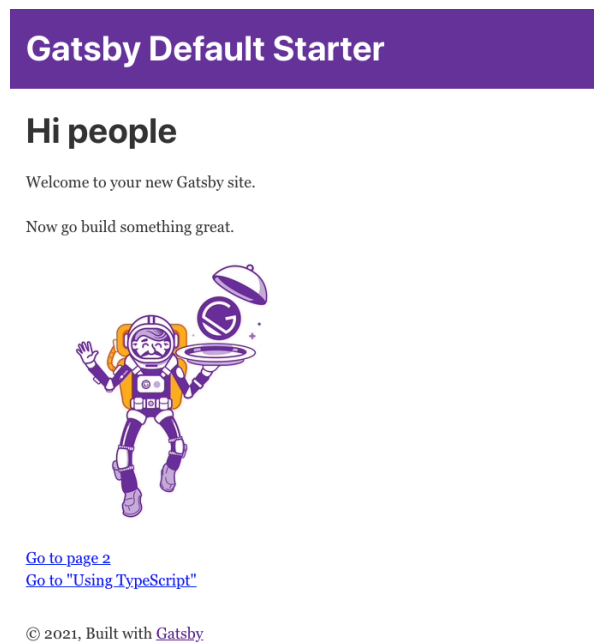 Gatsby Default Starter
Hi people
Welcome to your new Gatsby site.
Now go build something great.
Go to page 2
Go to "Using TypeScript"
© 2021, Built with Gatsby